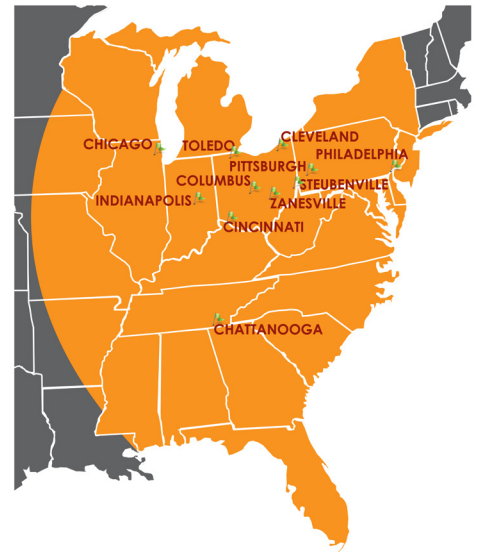 CLEVELAND
CHICAGO
TOLEDO
PHILADELPHIA
PITTSBURGH
COLUMBUS
STEUBENVILLE
INDIANAPOLIS
ZANESVILLE
CINCINNATI
CHATTANOOGA